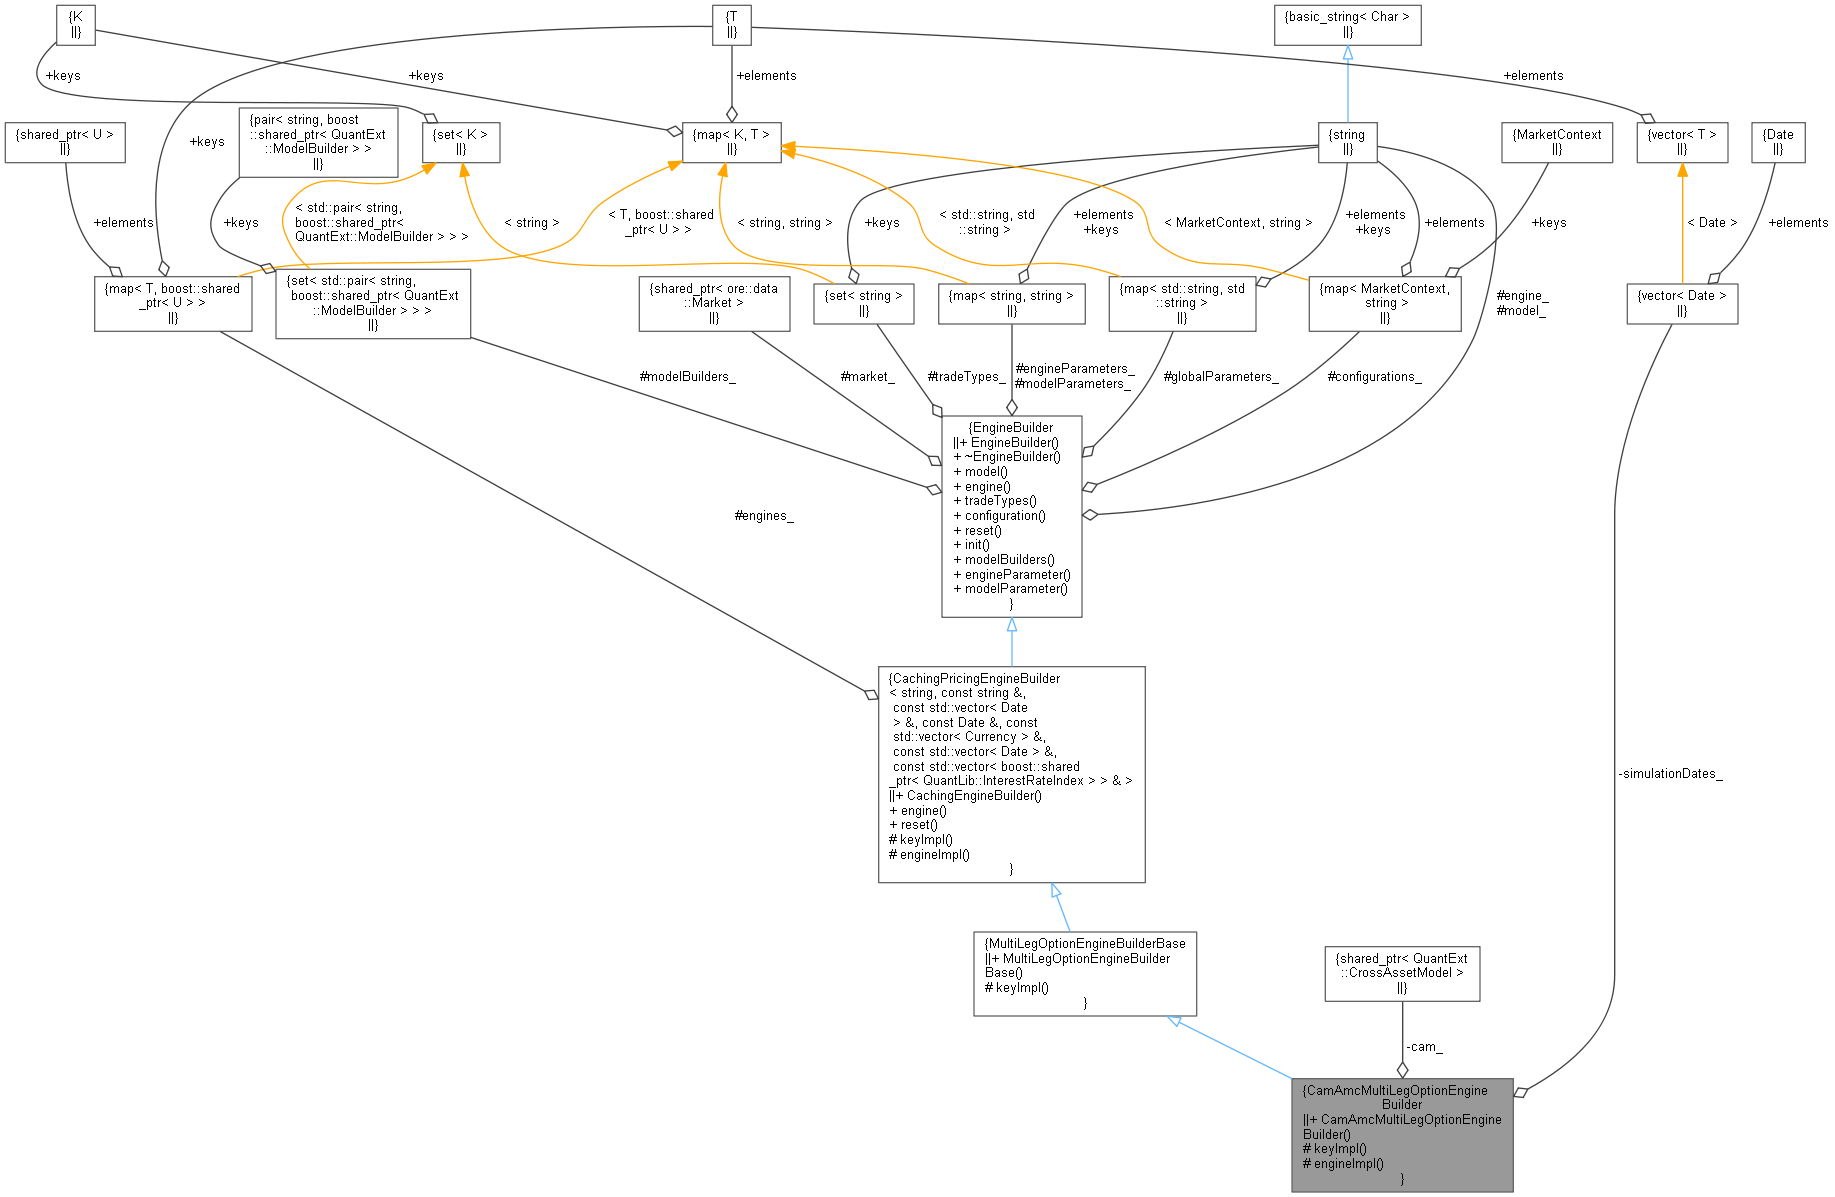 {K
||}
{T
||}
{basic_string< Char >
||}
+keys
+keys
+elements
+elements
{shared_ptr< U >
||}
{pair< string, boost
::shared_ptr< QuantExt
::ModelBuilder > >
||}
{set< K >
||}
{map< K, T >
||}
{string
||}
{MarketContext
||}
{vector< T >
||}
{Date
||}
+keys
+elements
+keys
< std::pair< string,
boost::shared_ptr<
QuantExt::ModelBuilder > > >
< string >
< T, boost::shared
_ptr< U > >
< string, string >
+keys
< std::string, std
::string >
+elements
+keys
< MarketContext, string >
+elements
+keys
+elements
+keys
< Date >
+elements
{map< T, boost::shared
_ptr< U > >
||}
{set< std::pair< string,
boost::shared_ptr< QuantExt
::ModelBuilder > > >
||}
{shared_ptr< ore::data
::Market >
||}
{set< string >
||}
{map< string, string >
||}
{map< std::string, std
::string >
||}
{map< MarketContext,
string >
||}
#engine_
#model_
{vector< Date >
||}
#modelBuilders_
#market_
#tradeTypes_
#engineParameters_
#modelParameters_
#globalParameters_
#configurations_
{EngineBuilder
||+ EngineBuilder()
+ ~EngineBuilder()
+ model()
+ engine()
+ tradeTypes()
+ configuration()
+ reset()
+ init()
+ modelBuilders()
+ engineParameter()
+ modelParameter()
}
#engines_
{CachingPricingEngineBuilder
< string, const string &,
const std::vector< Date
> &, const Date &, const
std::vector< Currency > &,
const std::vector< Date > &,
const std::vector< boost::shared
_ptr< QuantLib::InterestRateIndex > > & >
||+ CachingEngineBuilder()
+ engine()
+ reset()
# keyImpl()
# engineImpl()
}
-simulationDates_
{MultiLegOptionEngineBuilderBase
||+ MultiLegOptionEngineBuilder
Base()
# keyImpl()
}
{shared_ptr< QuantExt
::CrossAssetModel >
||}
-cam_
{CamAmcMultiLegOptionEngine
Builder
||+ CamAmcMultiLegOptionEngine
Builder()
# keyImpl()
# engineImpl()
}